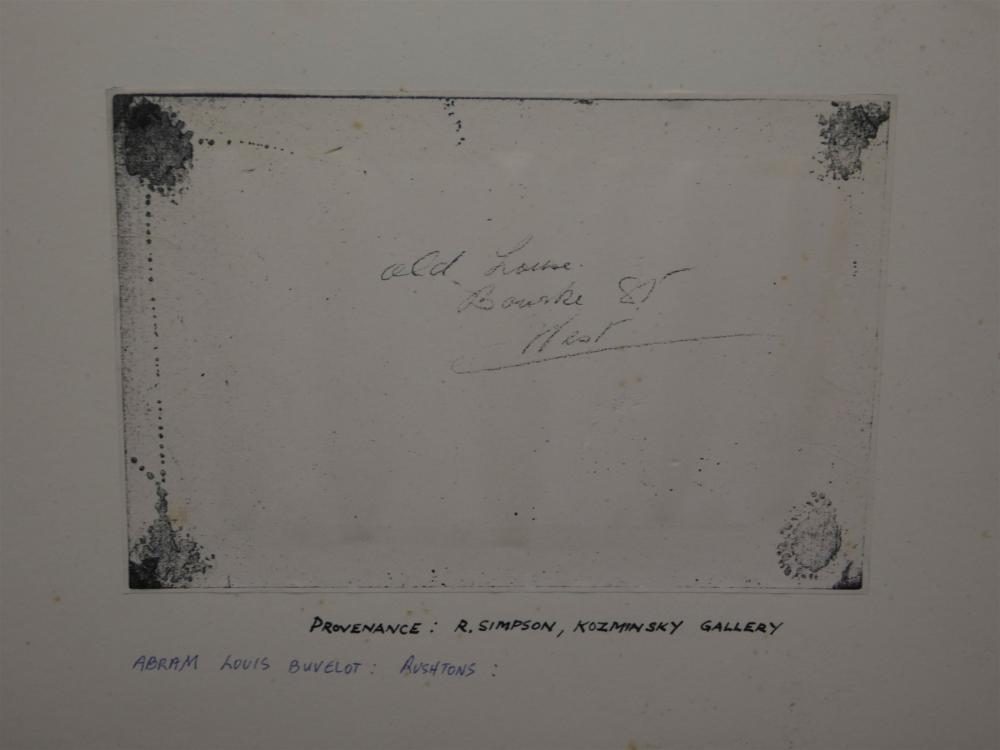 old house.
Bourke St
West
PROVENANCE: R. SIMPSON, KOZMINSKY GALLERY
ABRAM LOUIS BUVELOT: RUSHTONS: